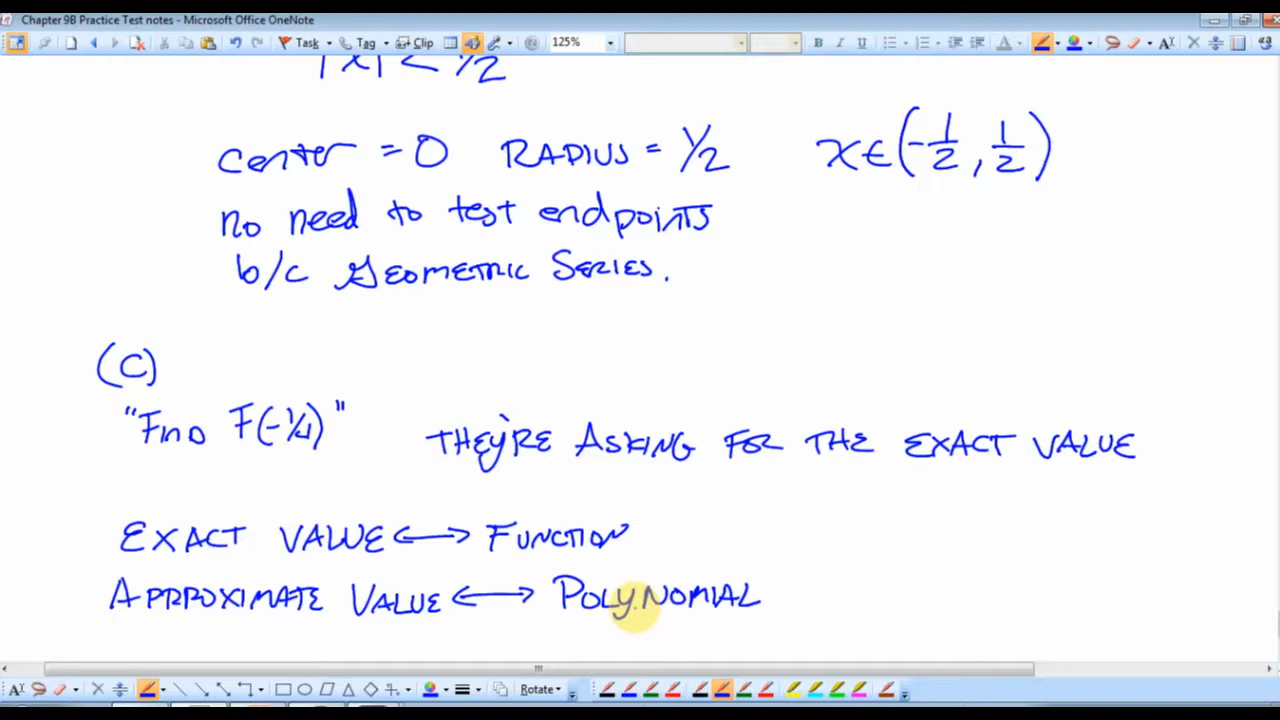 Chapter 9B Practice Test notes - Microsoft Office OneNote
Task Tag Clip 125% B I U A
|x| < 1/2
center = 0 RADIUS = 1/2 x ∈ (-1/2, 1/2)
no need to test endpoints
b/c GEOMETRIC SERIES.
(C)
"FIND F(-1/4)" THEY'RE ASKING FOR THE EXACT VALUE
EXACT VALUE ↔ FUNCTION
APPROXIMATE VALUE ↔ POLYNOMIAL
Rotate